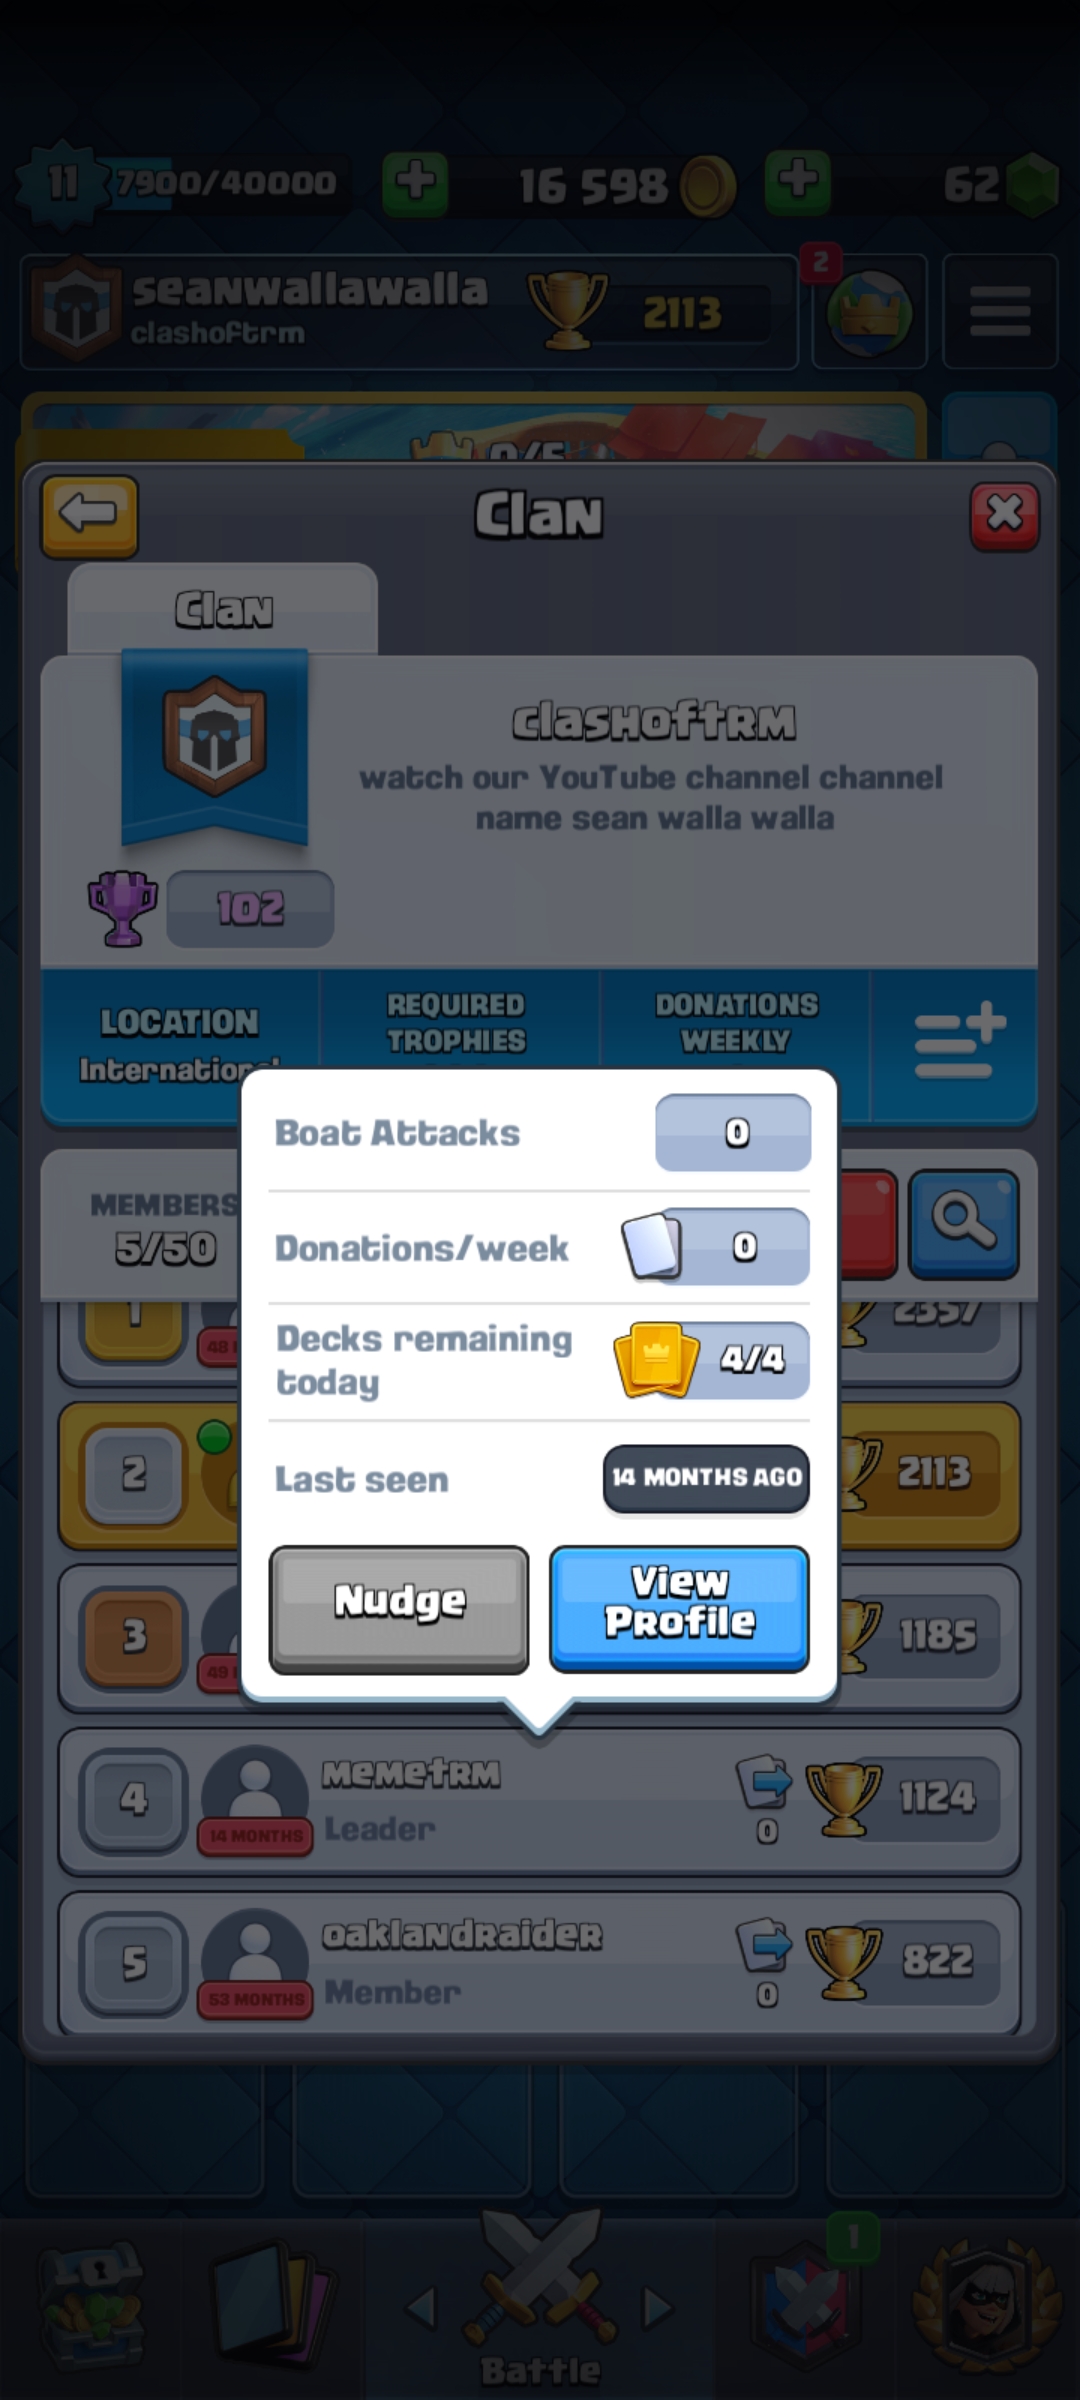 11
7900/40000
16 598
62
seanwallawalla
clashoftrm
2113
2
0/5
Clan
Clan
clashoftrm
watch our YouTube channel channel
name sean walla walla
102
LOCATION
International
REQUIRED
TROPHIES
DONATIONS
WEEKLY
MEMBERS
5/50
Boat Attacks
0
Donations/week
0
Decks remaining
today
4/4
Last seen
14 MONTHS AGO
Nudge
View
Profile
1
48
2357
2
2113
3
49
1185
4
14 MONTHS
memetrm
Leader
0
1124
5
53 MONTHS
oaklandraider
Member
0
822
1
Battle